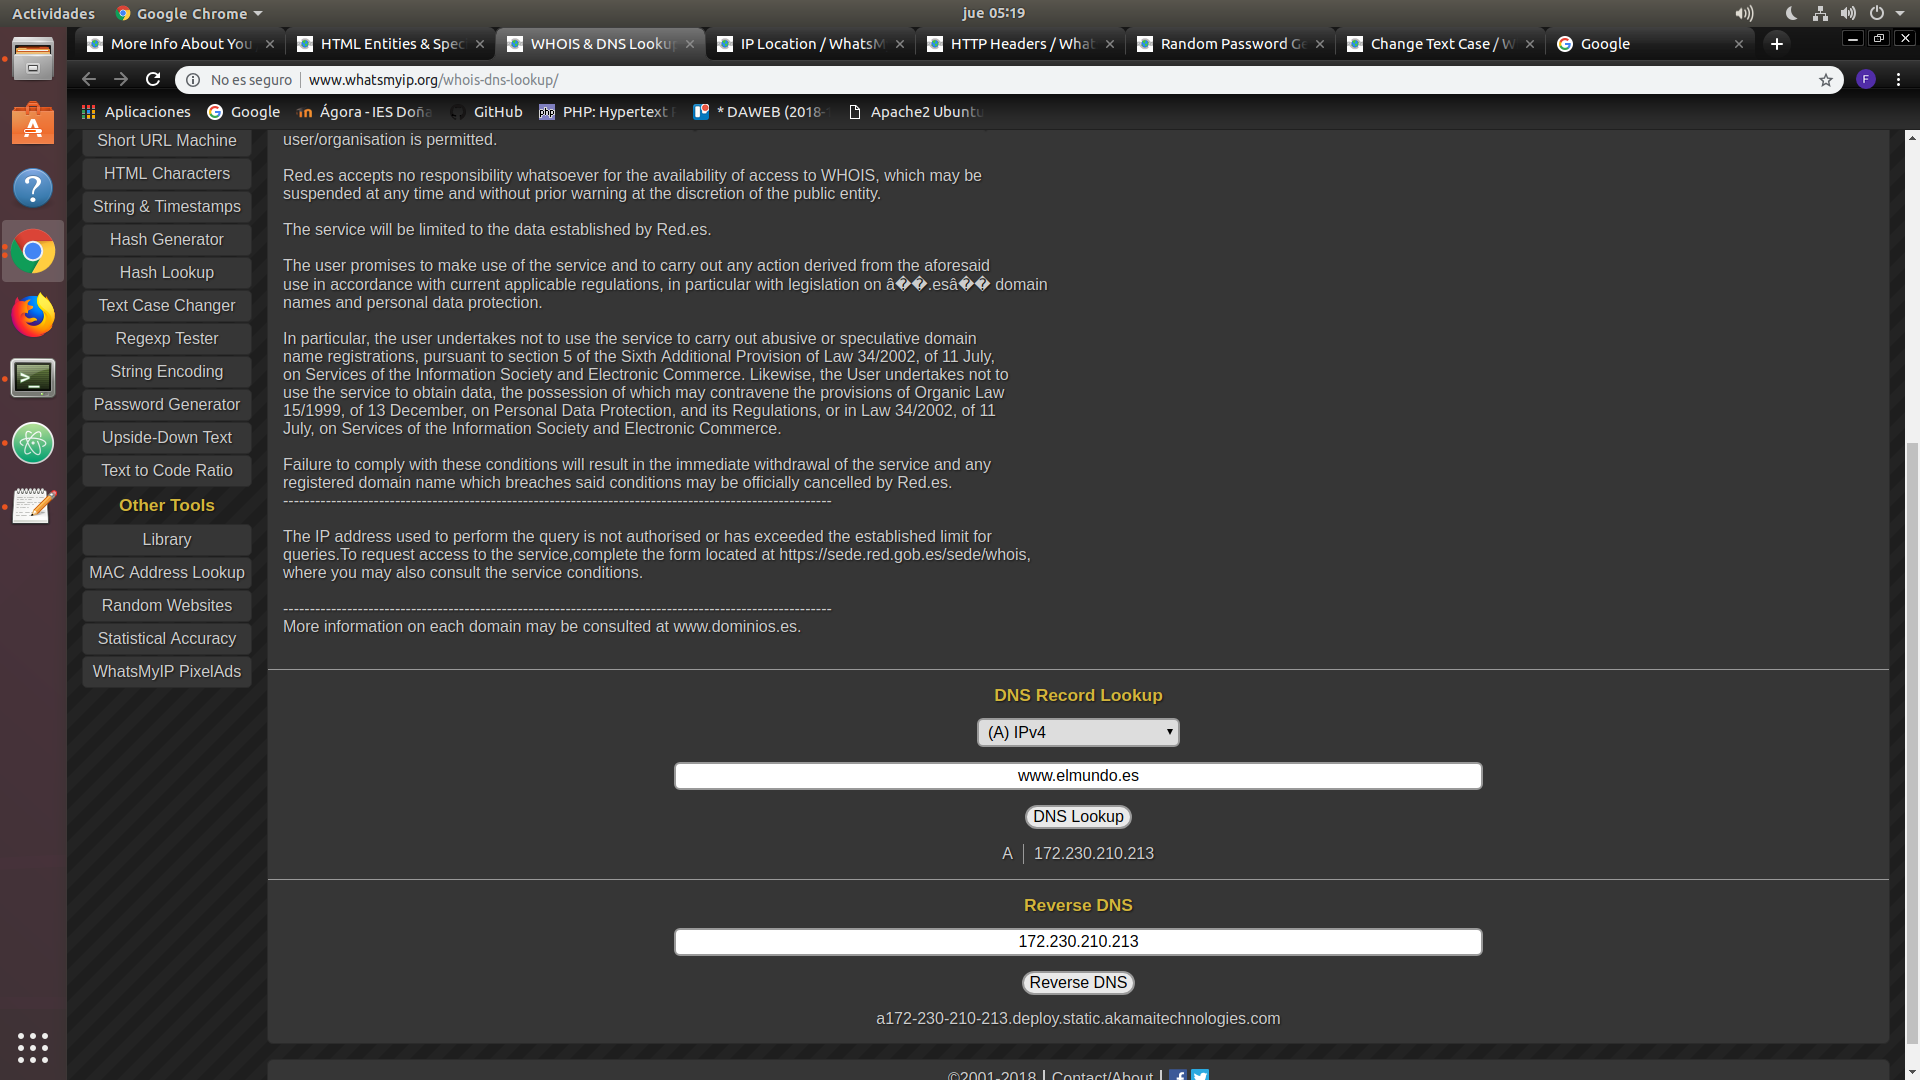 Actividades
Google Chrome
jue 05:19
More Info About You
HTML Entities & Spec
WHOIS & DNS Lookup
IP Location / WhatsM
HTTP Headers / What
Random Password Ge
Change Text Case / W
Google
No es seguro
www.whatsmyip.org/whois-dns-lookup/
F
Aplicaciones
Google
Ágora - IES Doña
GitHub
PHP: Hypertext
* DAWEB (2018-
Apache2 Ubuntu
Short URL Machine
HTML Characters
String & Timestamps
Hash Generator
Hash Lookup
Text Case Changer
Regexp Tester
String Encoding
Password Generator
Upside-Down Text
Text to Code Ratio
Other Tools
Library
MAC Address Lookup
Random Websites
Statistical Accuracy
WhatsMyIP PixelAds
user/organisation is permitted.
Red.es accepts no responsibility whatsoever for the availability of access to WHOIS, which may be
suspended at any time and without prior warning at the discretion of the public entity.
The service will be limited to the data established by Red.es.
The user promises to make use of the service and to carry out any action derived from the aforesaid
use in accordance with current applicable regulations, in particular with legislation on â��.esâ�� domain
names and personal data protection.
In particular, the user undertakes not to use the service to carry out abusive or speculative domain
name registrations, pursuant to section 5 of the Sixth Additional Provision of Law 34/2002, of 11 July,
on Services of the Information Society and Electronic Commerce. Likewise, the User undertakes not to
use the service to obtain data, the possession of which may contravene the provisions of Organic Law
15/1999, of 13 December, on Personal Data Protection, and its Regulations, or in Law 34/2002, of 11
July, on Services of the Information Society and Electronic Commerce.
Failure to comply with these conditions will result in the immediate withdrawal of the service and any
registered domain name which breaches said conditions may be officially cancelled by Red.es.
-------------------------------------------------------------------------------------------------------
The IP address used to perform the query is not authorised or has exceeded the established limit for
queries.To request access to the service,complete the form located at https://sede.red.gob.es/sede/whois,
where you may also consult the service conditions.
-------------------------------------------------------------------------------------------------------
More information on each domain may be consulted at www.dominios.es.
DNS Record Lookup
(A) IPv4
www.elmundo.es
DNS Lookup
A | 172.230.210.213
Reverse DNS
172.230.210.213
Reverse DNS
a172-230-210-213.deploy.static.akamaitechnologies.com
©2001-2018 | Contact/About |